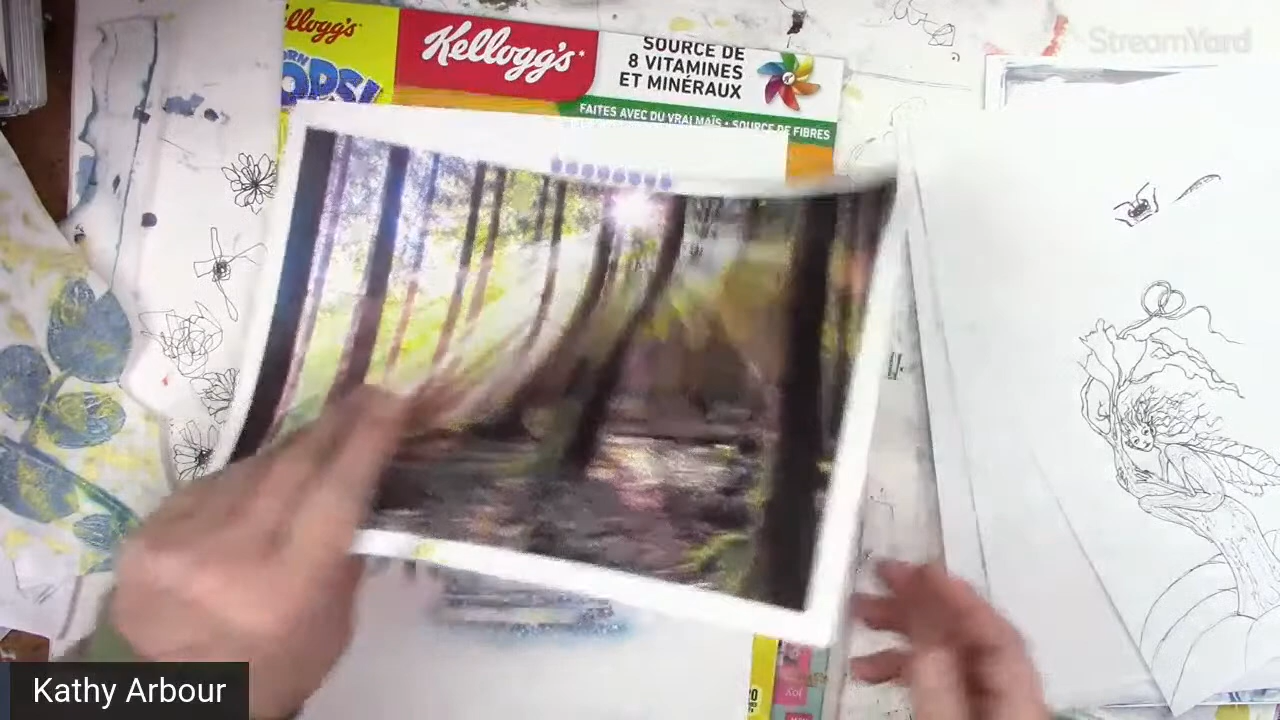 StreamYard
Kellogg's
Kellogg's
SOURCE DE
8 VITAMINES
ET MINÉRAUX
FAITES AVEC DU VRAI MAÏS • SOURCE DE FIBRES
Kathy Arbour